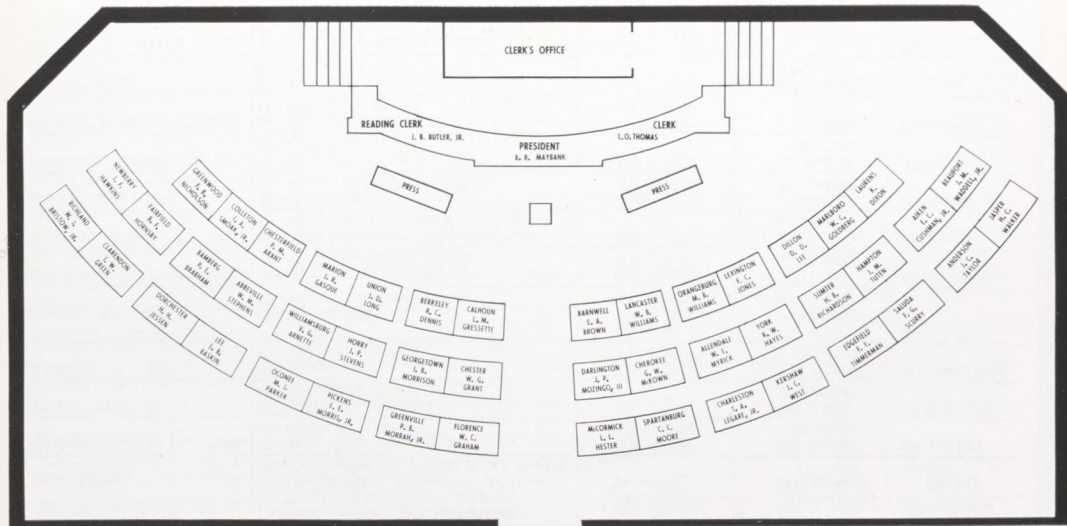 CLERK'S OFFICE
READING CLERK
I. B. BUTLER, JR.
CLERK
L. O. THOMAS
PRESIDENT
B. R. MAYBANK
PRESS
PRESS
NEWBERRY
HAWKINS
FAIRFIELD
HORNSBY
GREENWOOD
NICHOLSON
COLLETON
SMOAK, JR.
CHESTERFIELD
P. M.
ARANT
RICHLAND
BRISTOW, JR.
CLARENDON
GREEN
BAMBERG
BRABHAM
ABBEVILLE
W. M.
STEPHENS
MARION
J. R.
GASQUE
UNION
J. D.
LONG
BERKELEY
R. C.
DENNIS
CALHOUN
L. M.
GRESSETTE
DORCHESTER
H. H.
JESSEN
LEE
BASKIN
WILLIAMSBURG
V. G.
ARNETTE
HORRY
J. P.
STEVENS
GEORGETOWN
J. B.
MORRISON
CHESTER
W. G.
GRANT
OCONEE
M. J.
PARKER
PICKENS
MORRIS, JR.
GREENVILLE
P. B.
MORRAH, JR.
FLORENCE
W. C.
GRAHAM
BARNWELL
E. A.
BROWN
LANCASTER
W. B.
WILLIAMS
ORANGEBURG
M. B.
WILLIAMS
LEXINGTON
F. C.
JONES
DILLON
D. D.
LEE
MARLBORO
W. C.
GOLDBERG
LAURENS
K.
DIXON
DARLINGTON
J. P.
MOZINGO, III
CHEROKEE
G. W.
McKOWN
ALLENDALE
MYRICK
YORK
R. W.
HAYES
SUMTER
H. B.
RICHARDSON
HAMPTON
TUTEN
AIKEN
CUSHMAN, JR.
BEAUFORT
J. M.
WADDELL, JR.
McCORMICK
L. L.
HESTER
SPARTANBURG
C. C.
MOORE
CHARLESTON
T. A.
LEGARE, JR.
KERSHAW
J. C.
WEST
EDGEFIELD
TIMMERMAN
SALUDA
F. G.
SCURRY
ANDERSON
TAYLOR
JASPER
H. C.
WALKER